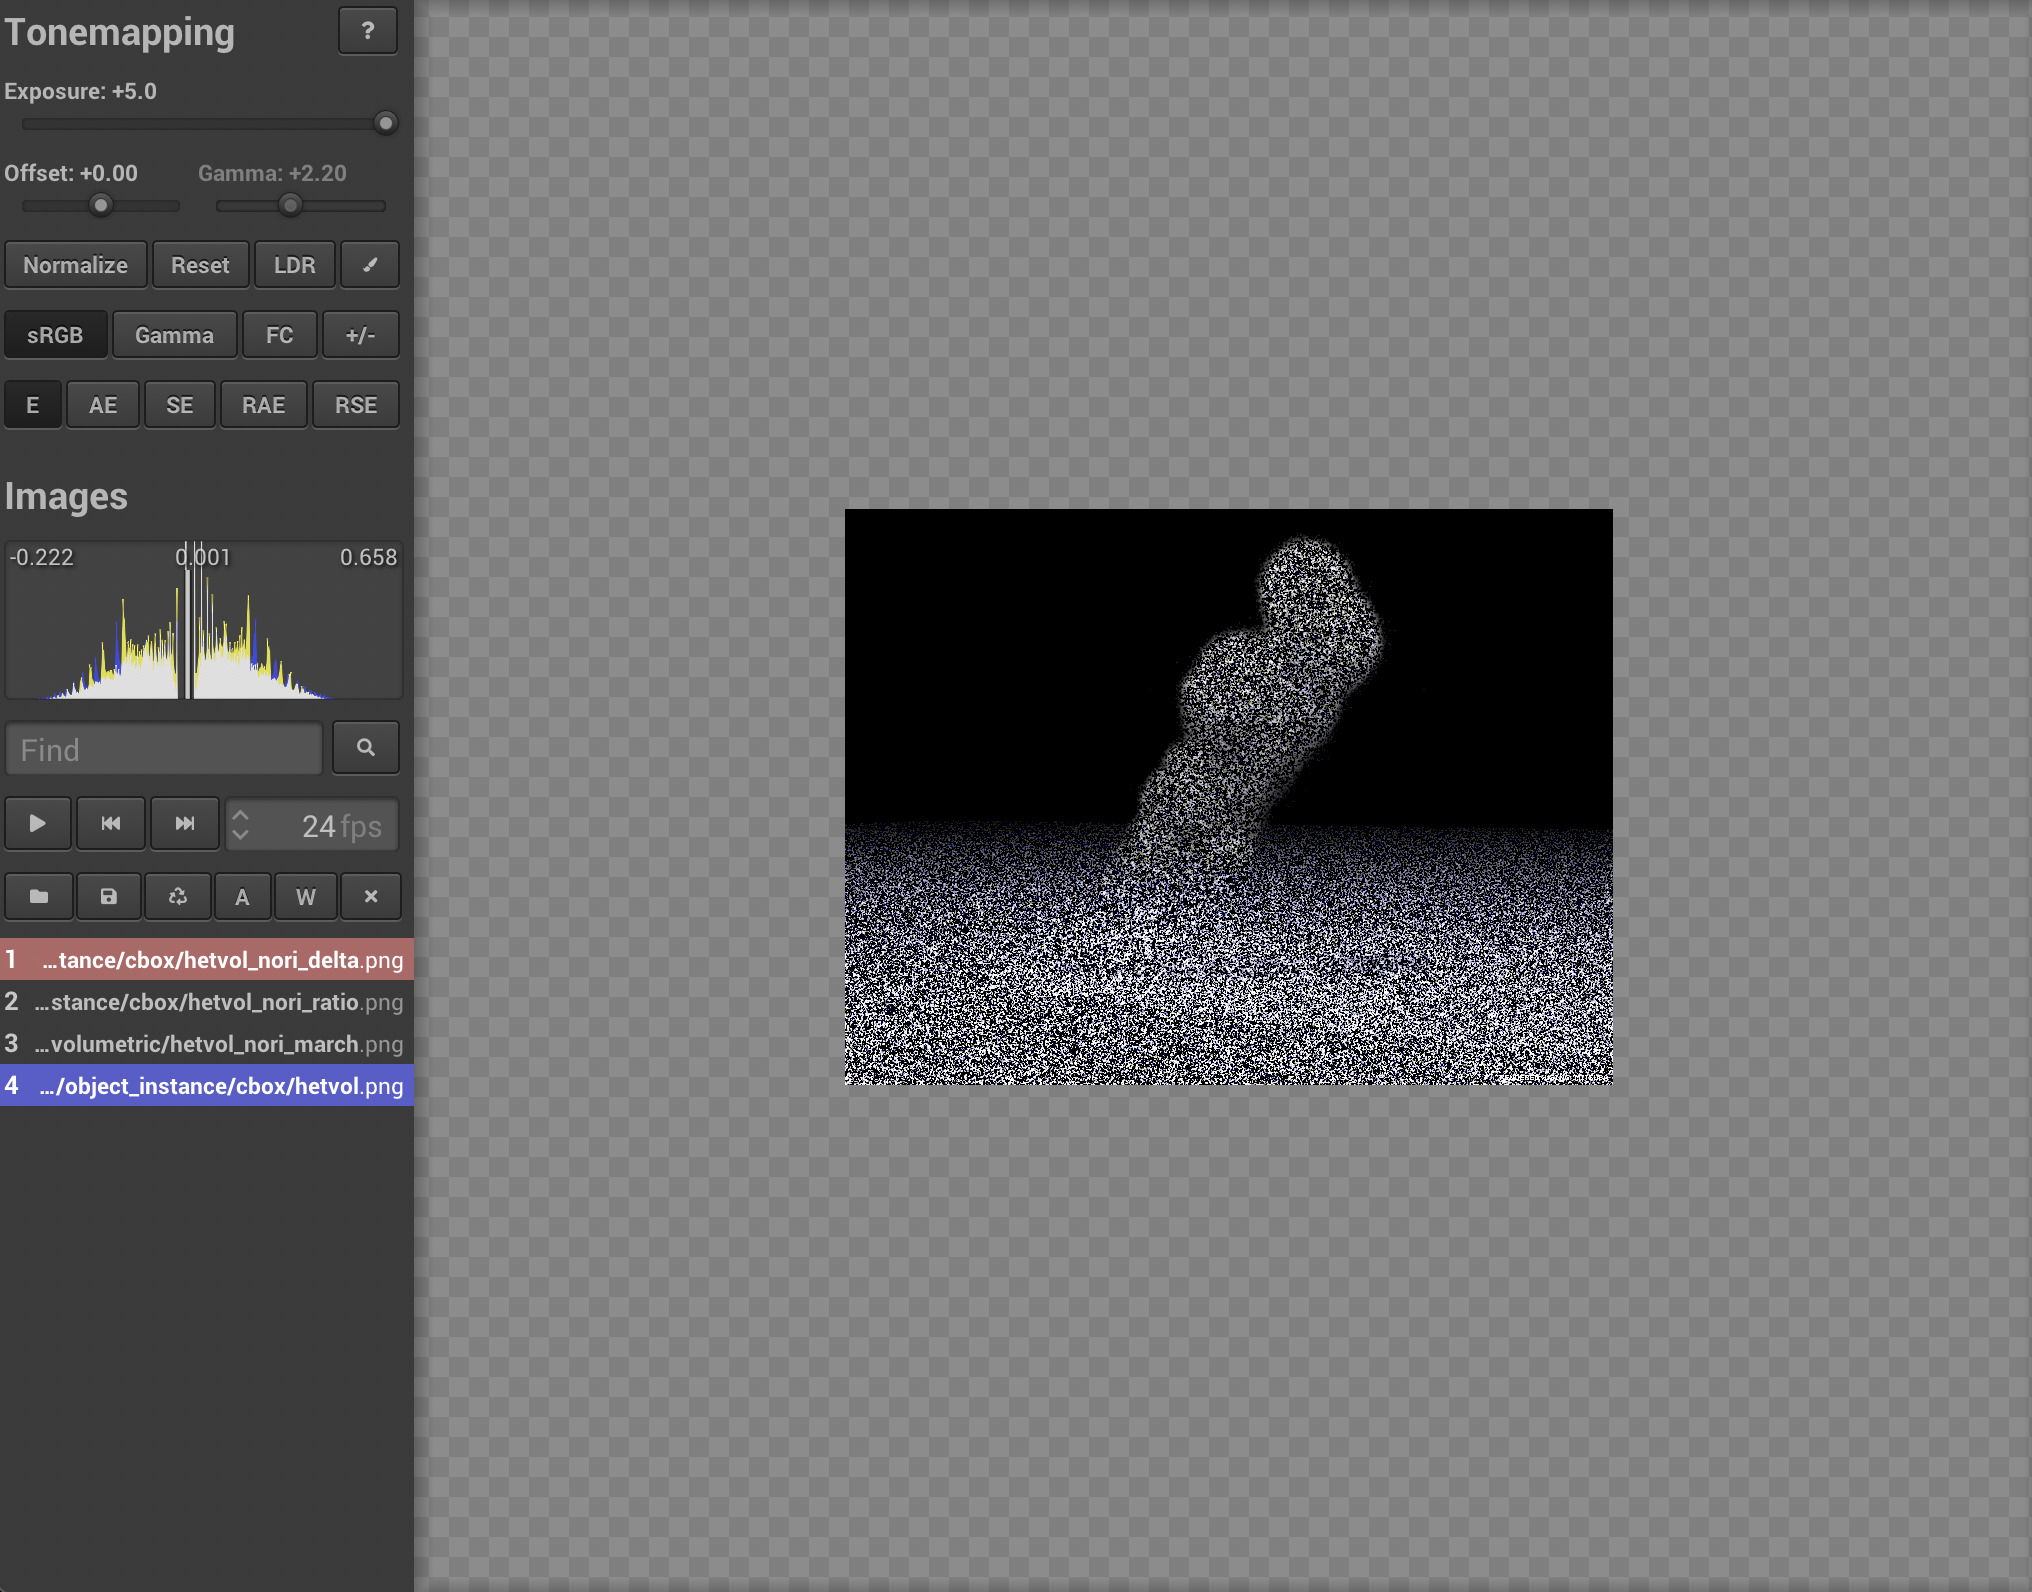 Tonemapping
?
Exposure: +5.0
Offset: +0.00 Gamma: +2.20
Normalize Reset LDR
sRGB Gamma FC +/-
E AE SE RAE RSE
Images
-0.222 0.001 0.658
Find
24 fps
A W
1 …tance/cbox/hetvol_nori_delta.png
2 …stance/cbox/hetvol_nori_ratio.png
3 …volumetric/hetvol_nori_march.png
4 …/object_instance/cbox/hetvol.png